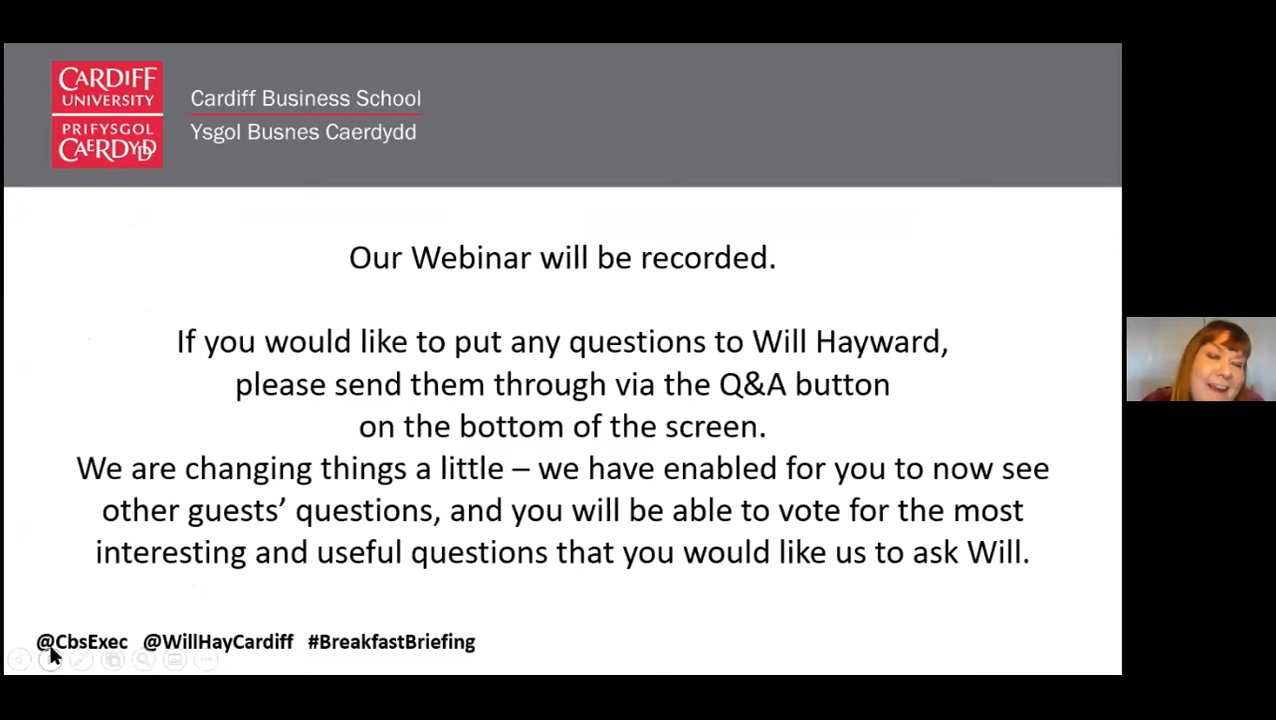 CARDIFF
UNIVERSITY
PRIFYSGOL
CAERDYDD
Cardiff Business School
Ysgol Busnes Caerdydd
Our Webinar will be recorded.
If you would like to put any questions to Will Hayward,
please send them through via the Q&A button
on the bottom of the screen.
We are changing things a little – we have enabled for you to now see
other guests’ questions, and you will be able to vote for the most
interesting and useful questions that you would like us to ask Will.
@CbsExec @WillHayCardiff #BreakfastBriefing